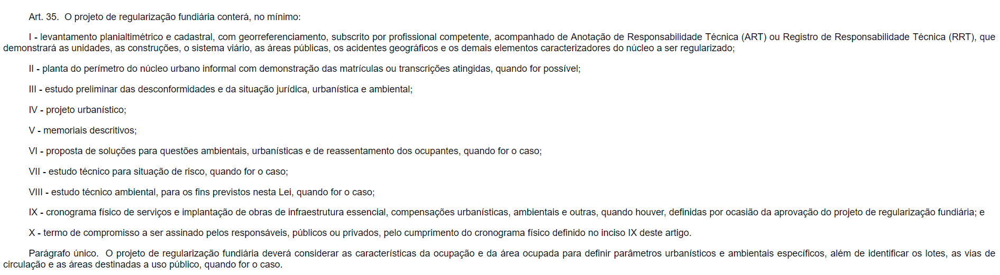 Art. 35.  O projeto de regularização fundiária conterá, no mínimo:
I - levantamento planialtimétrico e cadastral, com georreferenciamento, subscrito por profissional competente, acompanhado de Anotação de Responsabilidade Técnica (ART) ou Registro de Responsabilidade Técnica (RRT), que
demonstrará as unidades, as construções, o sistema viário, as áreas públicas, os acidentes geográficos e os demais elementos caracterizadores do núcleo a ser regularizado;
II - planta do perímetro do núcleo urbano informal com demonstração das matrículas ou transcrições atingidas, quando for possível;
III - estudo preliminar das desconformidades e da situação jurídica, urbanística e ambiental;
IV - projeto urbanístico;
V - memoriais descritivos;
VI - proposta de soluções para questões ambientais, urbanísticas e de reassentamento dos ocupantes, quando for o caso;
VII - estudo técnico para situação de risco, quando for o caso;
VIII - estudo técnico ambiental, para os fins previstos nesta Lei, quando for o caso;
IX - cronograma físico de serviços e implantação de obras de infraestrutura essencial, compensações urbanísticas, ambientais e outras, quando houver, definidas por ocasião da aprovação do projeto de regularização fundiária; e
X - termo de compromisso a ser assinado pelos responsáveis, públicos ou privados, pelo cumprimento do cronograma físico definido no inciso IX deste artigo.
Parágrafo único.  O projeto de regularização fundiária deverá considerar as características da ocupação e da área ocupada para definir parâmetros urbanísticos e ambientais específicos, além de identificar os lotes, as vias de
circulação e as áreas destinadas a uso público, quando for o caso.